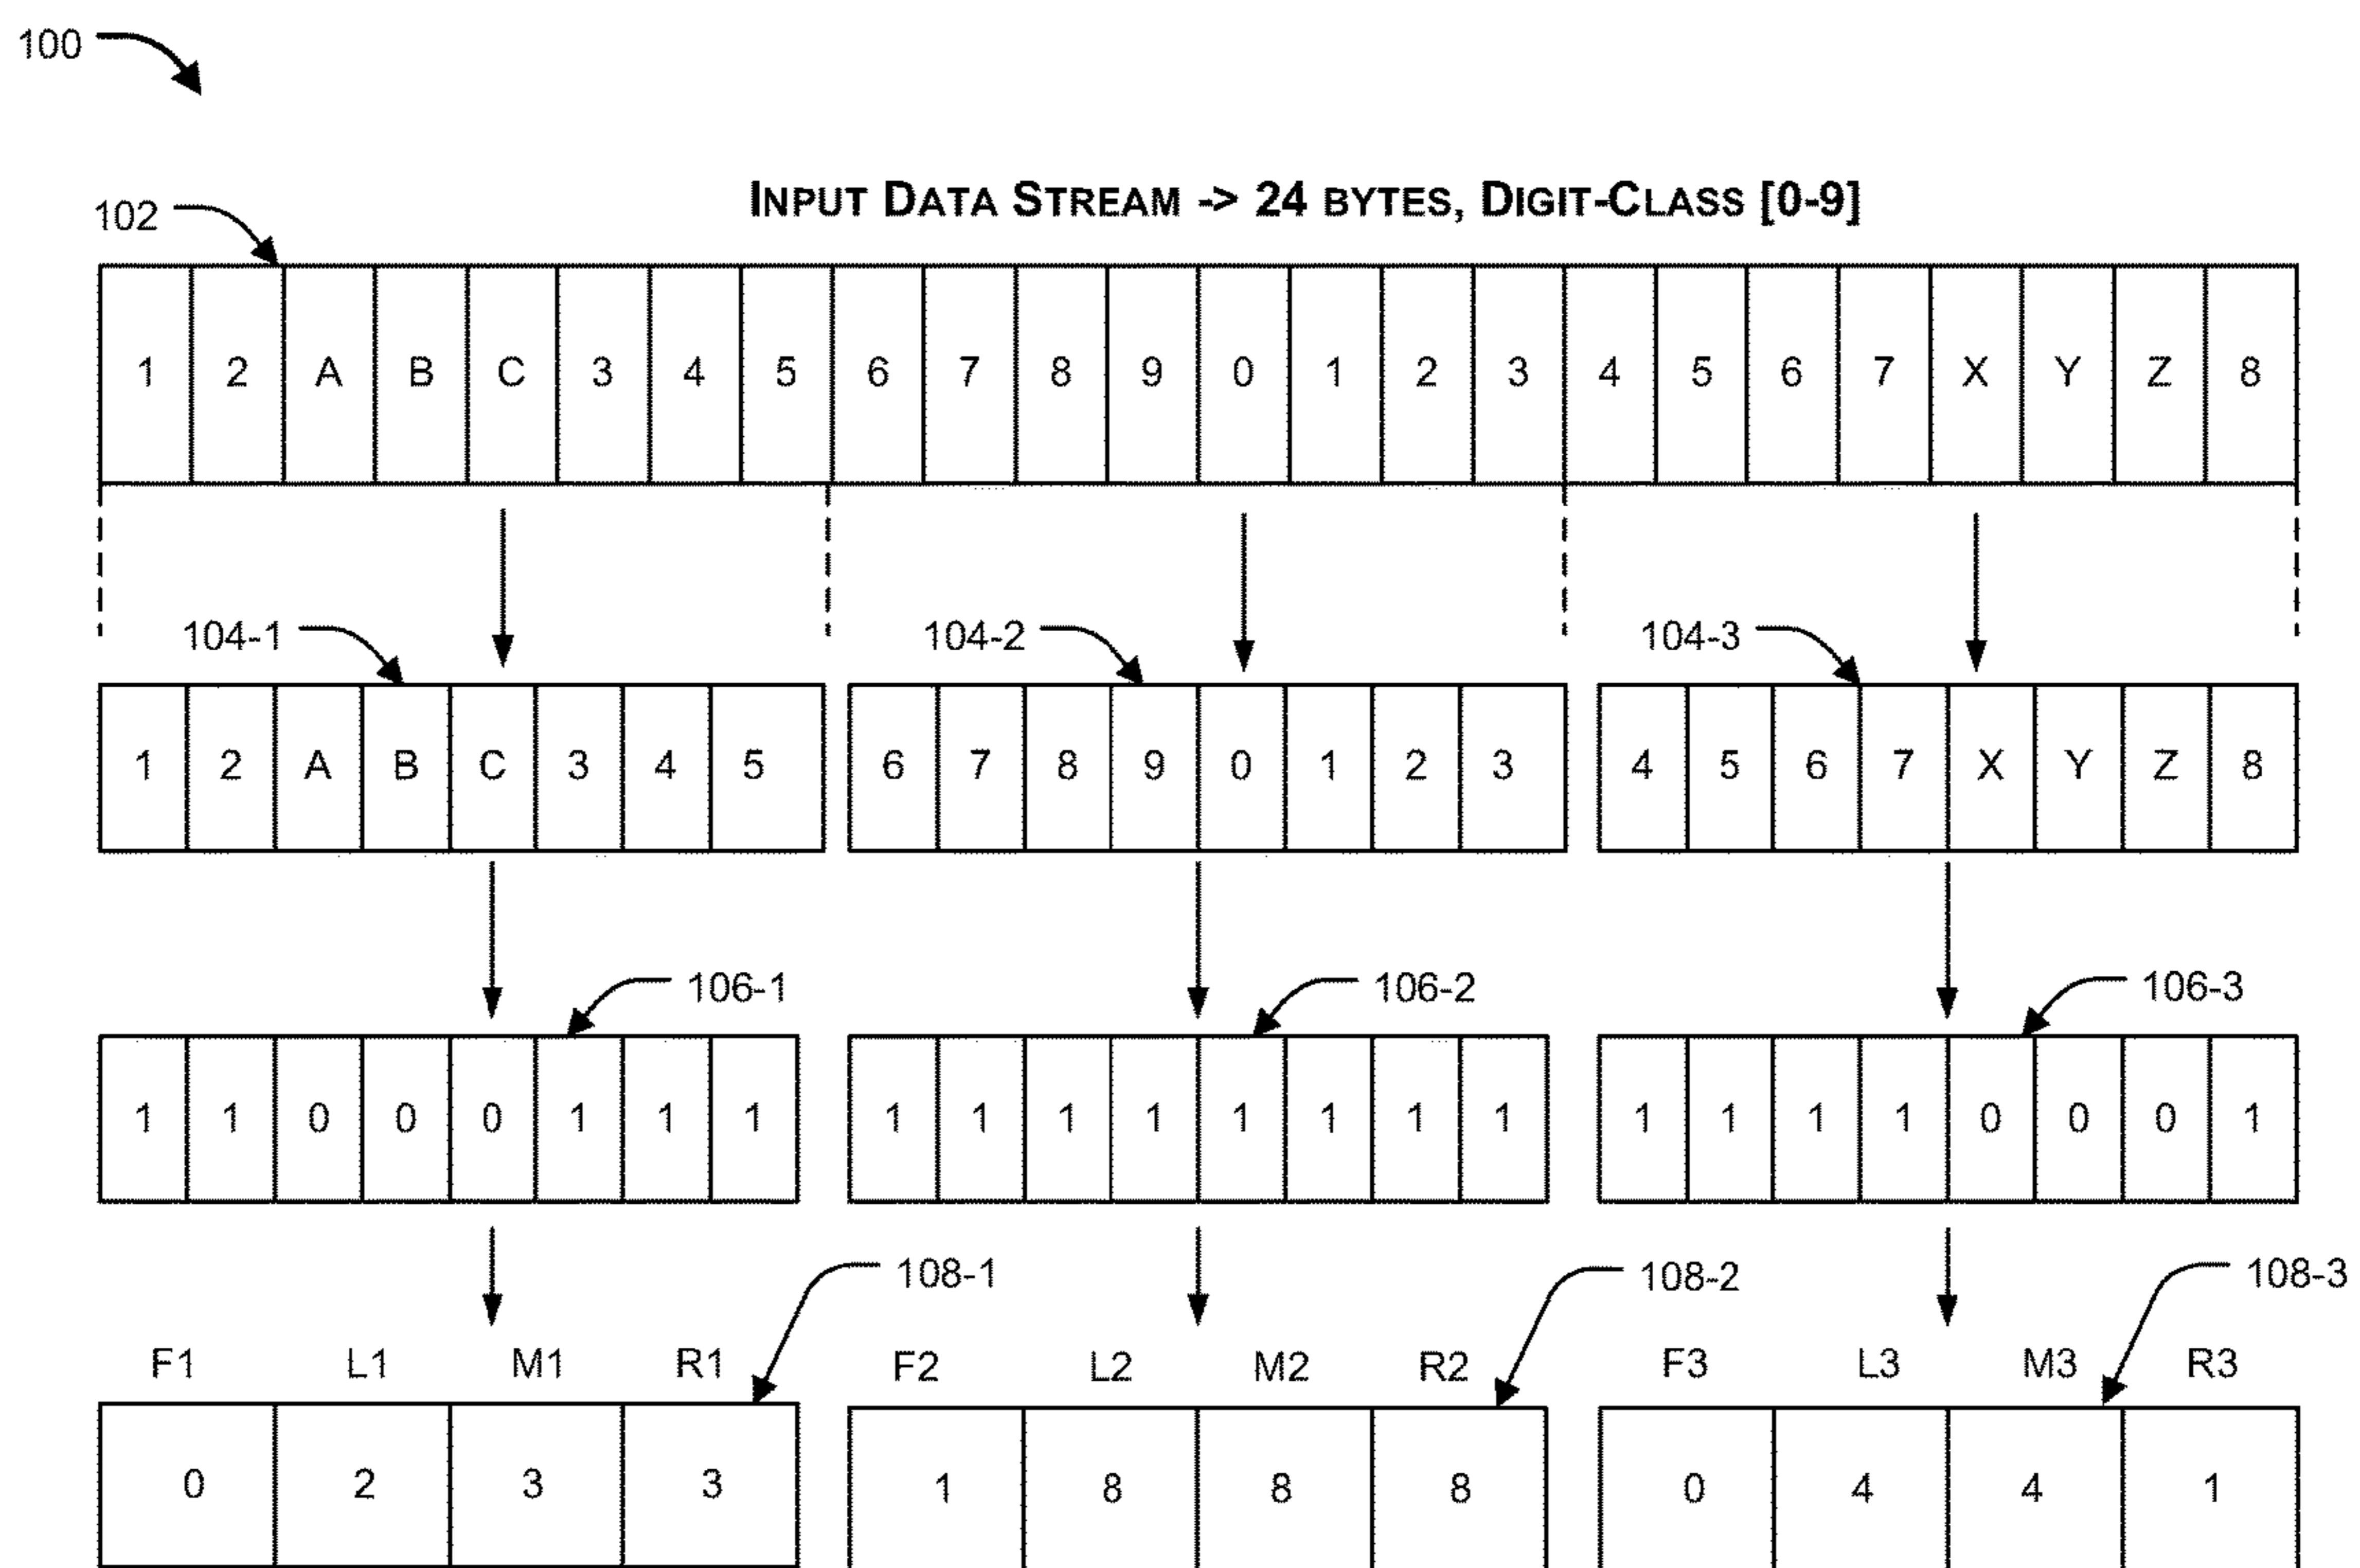 100
INPUT DATA STREAM -> 24 BYTES, DIGIT-CLASS [0-9]
102
1 2 A B C 3 4 5 6 7 8 9 0 1 2 3 4 5 6 7 X Y Z 8
104-1 104-2 104-3
1 2 A B C 3 4 5 6 7 8 9 0 1 2 3 4 5 6 7 X Y Z 8
106-1 106-2 106-3
1 1 0 0 0 1 1 1 1 1 1 1 1 1 1 1 1 1 1 1 0 0 0 1
108-1 108-2 108-3
F1 L1 M1 R1 F2 L2 M2 R2 F3 L3 M3 R3
0 2 3 3 1 8 8 8 0 4 4 1